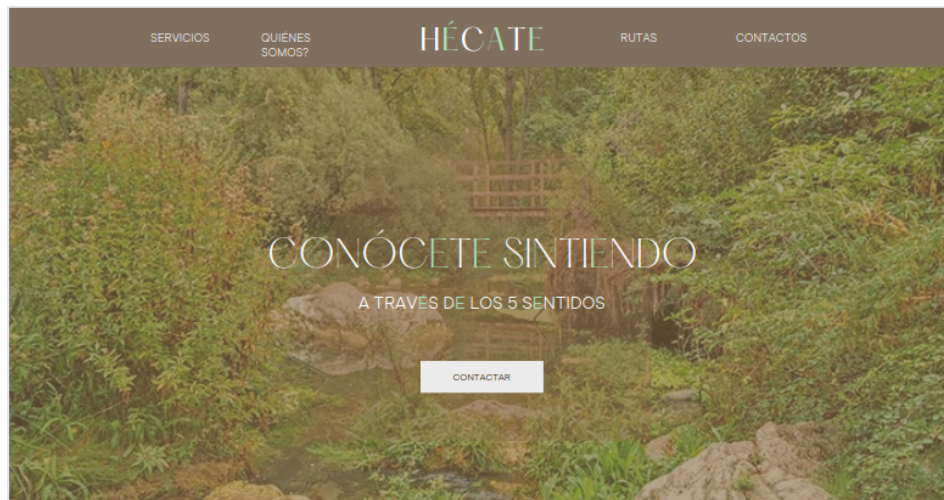 SERVICIOS
QUIÉNES
SOMOS?
HÉCATE
RUTAS
CONTACTOS
CONÓCETE SINTIENDO
A TRAVÉS DE LOS 5 SENTIDOS
CONTACTAR